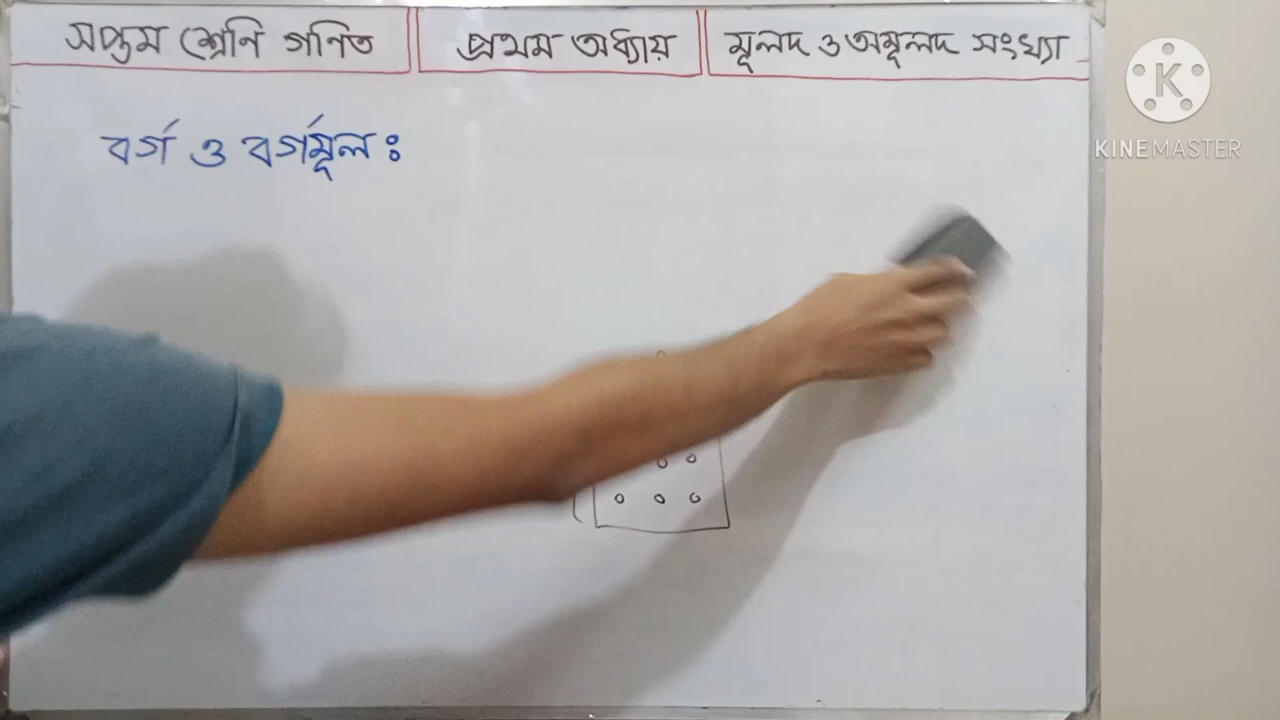 সপ্তম শ্রেনি গনিত
প্রথম অধ্যায়
মূলদ ও অমূলদ সংখ্যা
K
KINEMASTER
বর্গ ও বর্গমূল ঃ